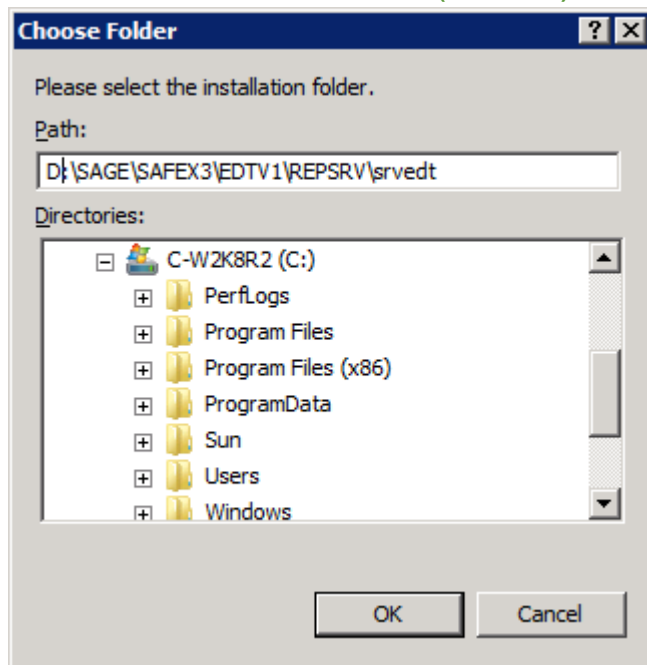 Choose Folder
Please select the installation folder.
Path:
D:\SAGE\SAFEX3\EDTV1\REPSRV\srvedt
Directories:
C-W2K8R2 (C:)
PerfLogs
Program Files
Program Files (x86)
ProgramData
Sun
Users
Windows
OK Cancel